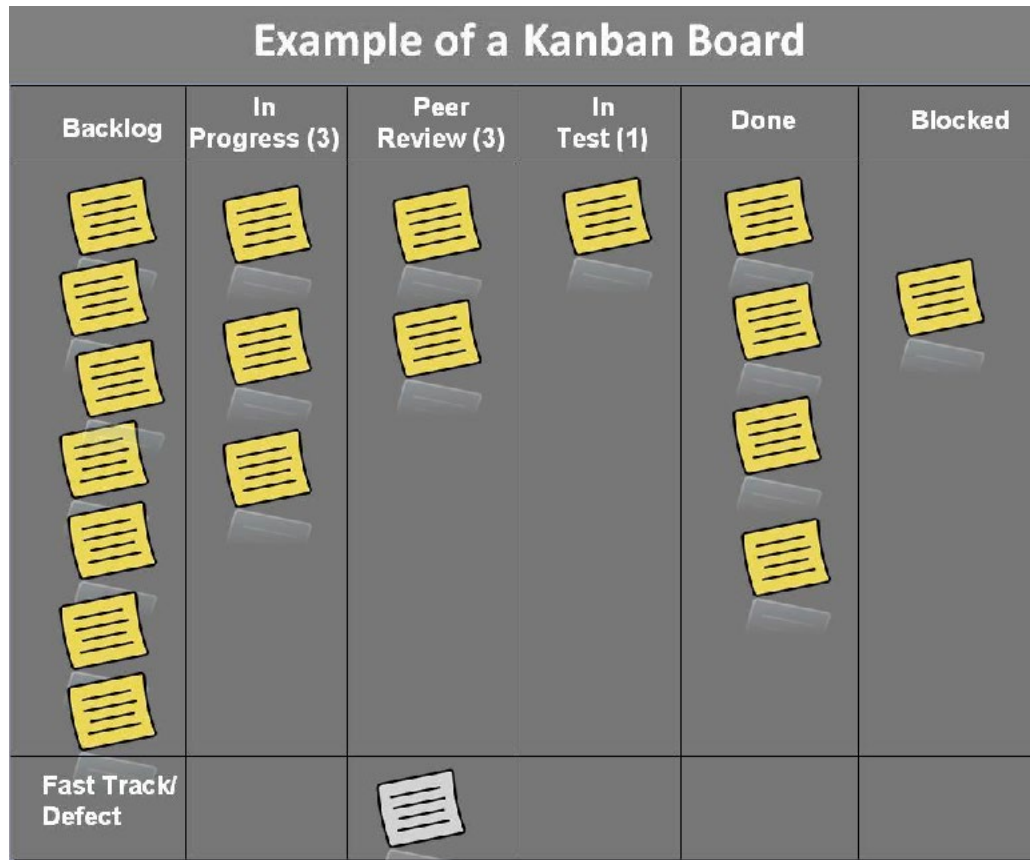 Example of a Kanban Board
Backlog
In
Progress (3)
Peer
Review (3)
In
Test (1)
Done
Blocked
Fast Track/
Defect